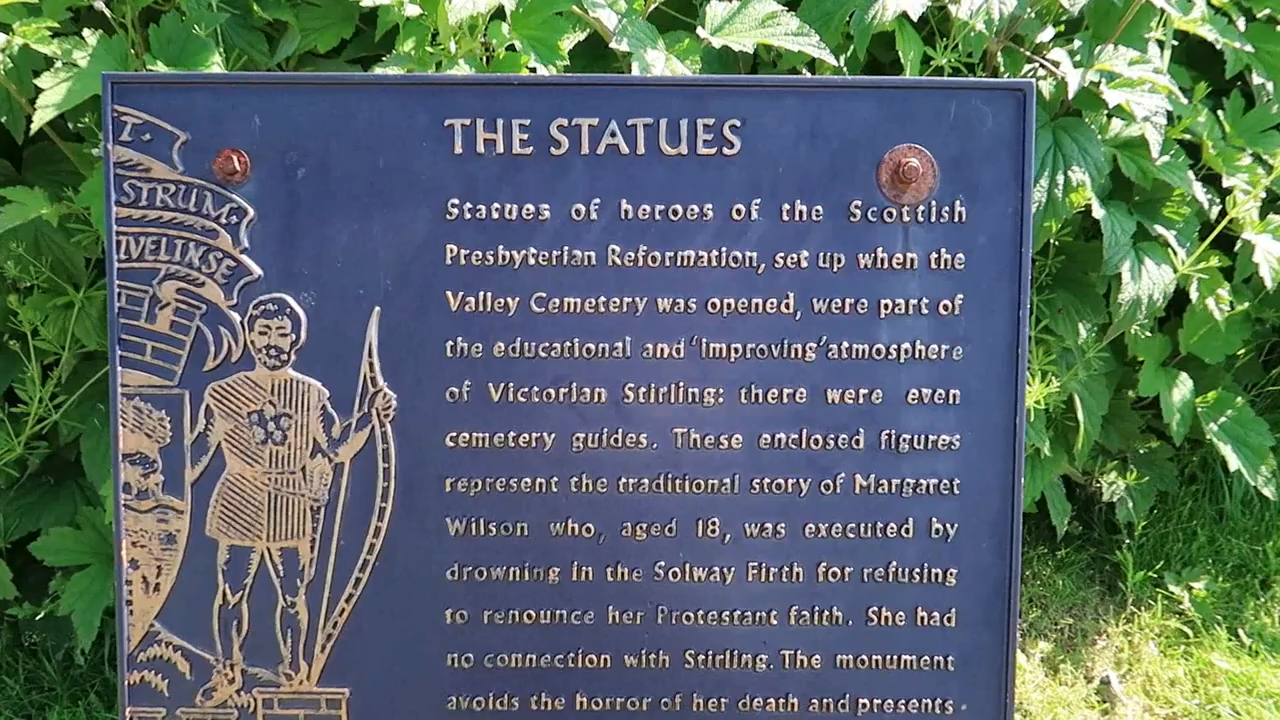 T.
STRUM.
IVELINSE
THE STATUES
Statues of heroes of the Scottish
Presbyterian Reformation, set up when the
Valley Cemetery was opened, were part of
the educational and 'improving' atmosphere
of Victorian Stirling: there were even
cemetery guides. These enclosed figures
represent the traditional story of Margaret
Wilson who, aged 18, was executed by
drowning in the Solway Firth for refusing
to renounce her Protestant faith. She had
no connection with Stirling. The monument
avoids the horror of her death and presents